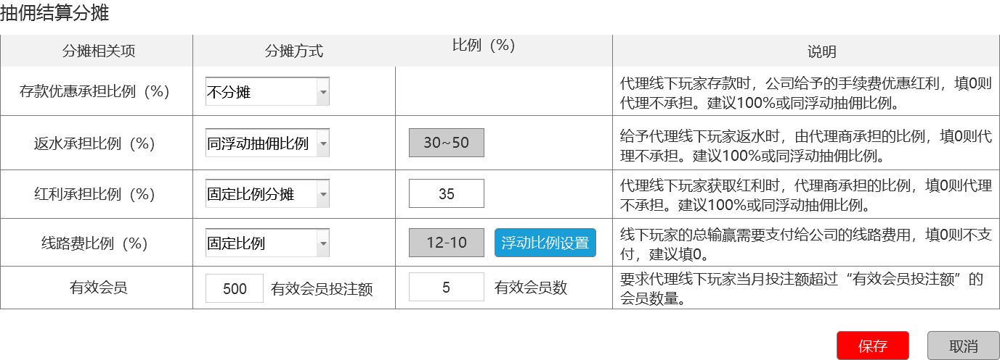 抽佣结算分摊
分摊相关项 分摊方式 比例（%） 说明
存款优惠承担比例（%） 不分摊 代理线下玩家存款时，公司给予的手续费优惠红利，填0则
代理不承担。建议100%或同浮动抽佣比例。
返水承担比例（%） 同浮动抽佣比例 30~50 给予代理线下玩家返水时，由代理商承担的比例，填0则代
理不承担。建议100%或同浮动抽佣比例。
红利承担比例（%） 固定比例分摊 35 代理线下玩家获取红利时，代理商承担的比例，填0则代理
不承担。建议100%或同浮动抽佣比例。
线路费比例（%） 固定比例 12-10 浮动比例设置 线下玩家的总输赢需要支付给公司的线路费用，填0则不支
付，建议填0。
有效会员 500 有效会员投注额 5 有效会员数 要求代理线下玩家当月投注额超过“有效会员投注额”的
会员数量。
保存 取消